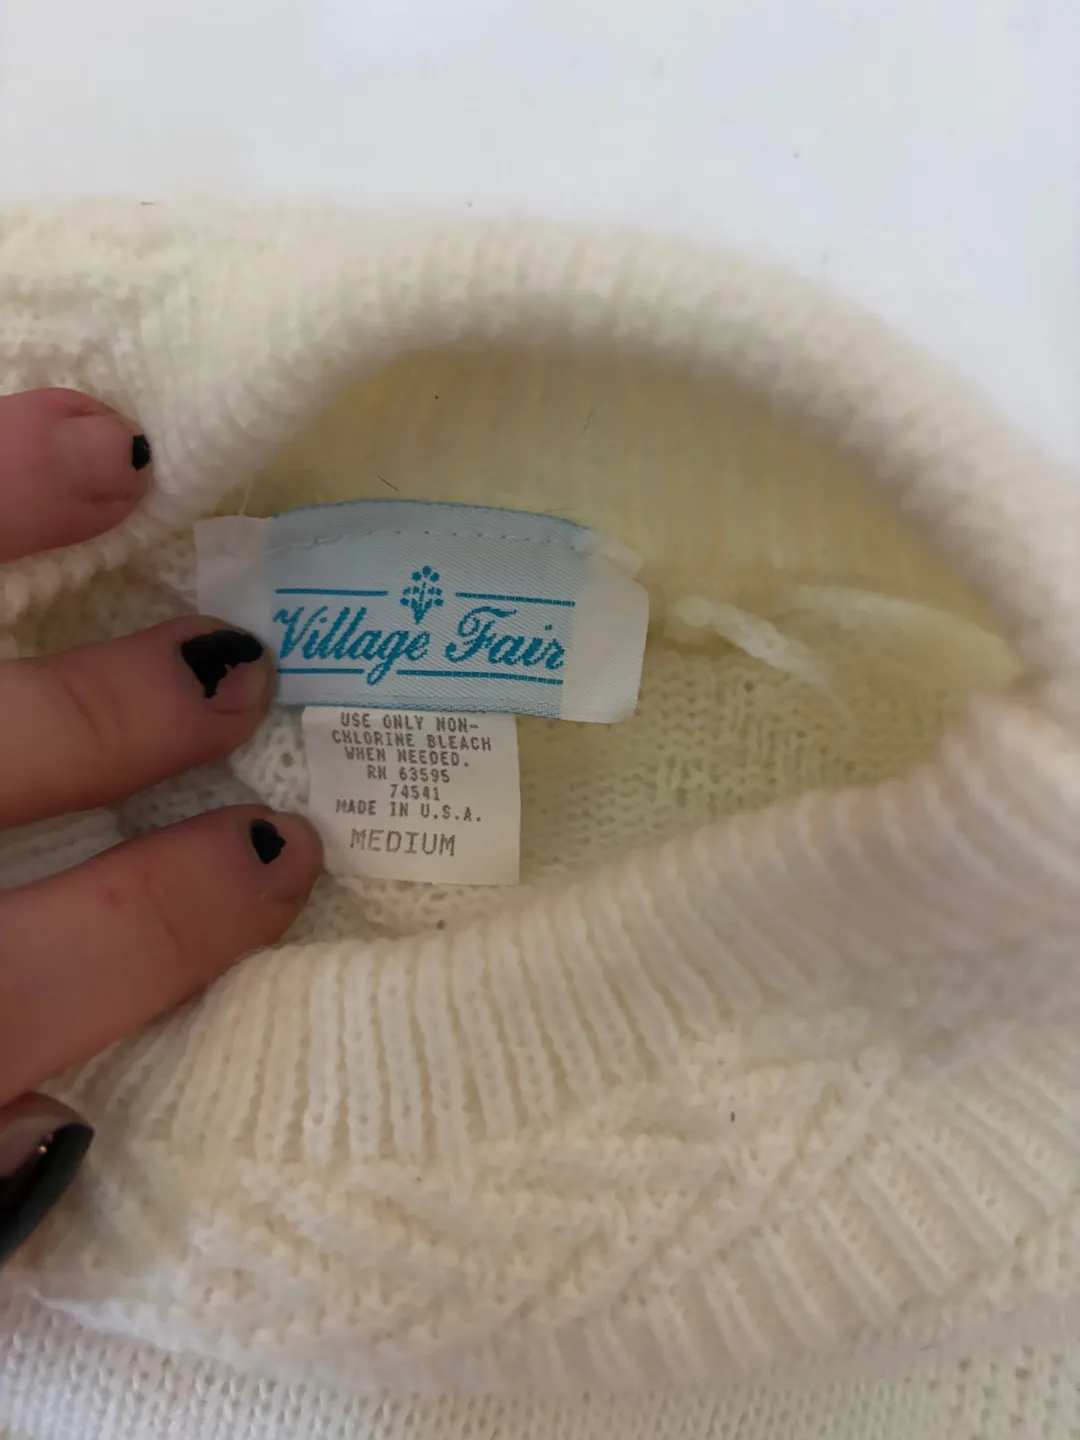 Village Fair
USE ONLY NON-
CHLORINE BLEACH
WHEN NEEDED.
RN 63595
74541
MADE IN U.S.A.
MEDIUM